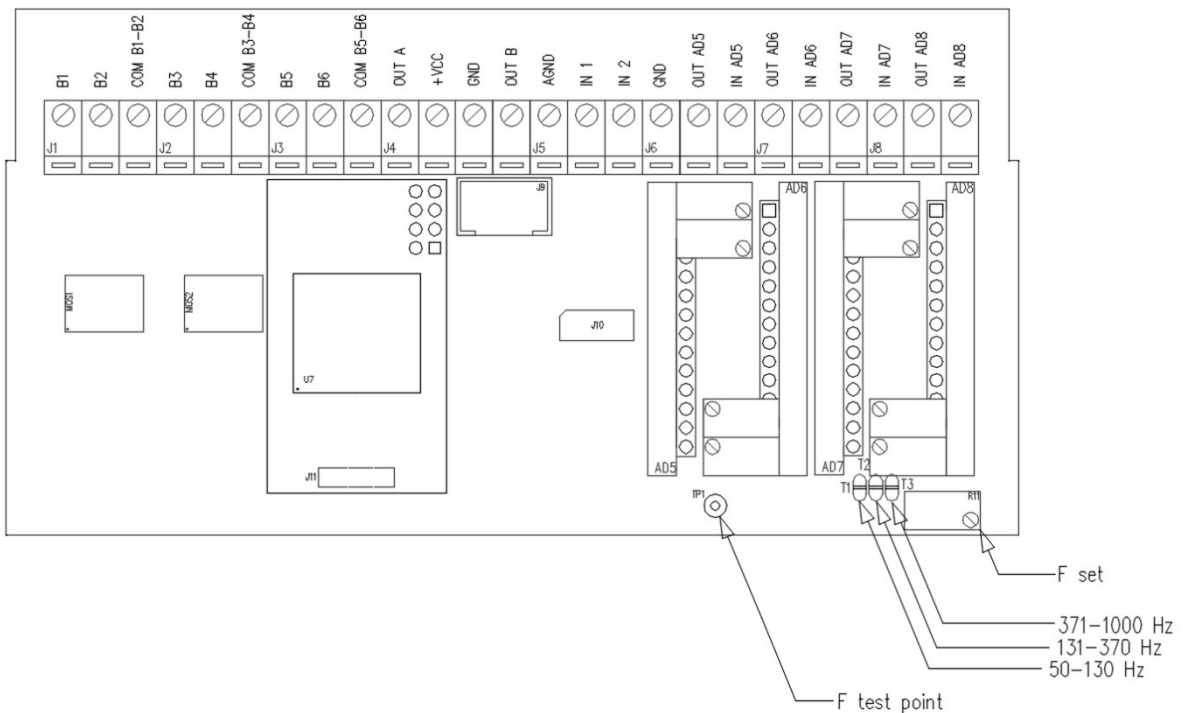 B1
B2
COM B1-B2
B3
B4
COM B3-B4
B5
B6
COM B5-B6
OUT A
+VCC
GND
OUT B
AGND
IN 1
IN 2
GND
OUT AD5
IN AD5
OUT AD6
IN AD6
OUT AD7
IN AD7
OUT AD8
IN AD8
J1
J2
J3
J4
J5
J6
J7
J8
J9
AD6
AD8
MOS1
MOS2
J10
U7
J11
AD5
AD7
T2
T1
T3
TP1
R11
F set
371-1000 Hz
131-370 Hz
50-130 Hz
F test point